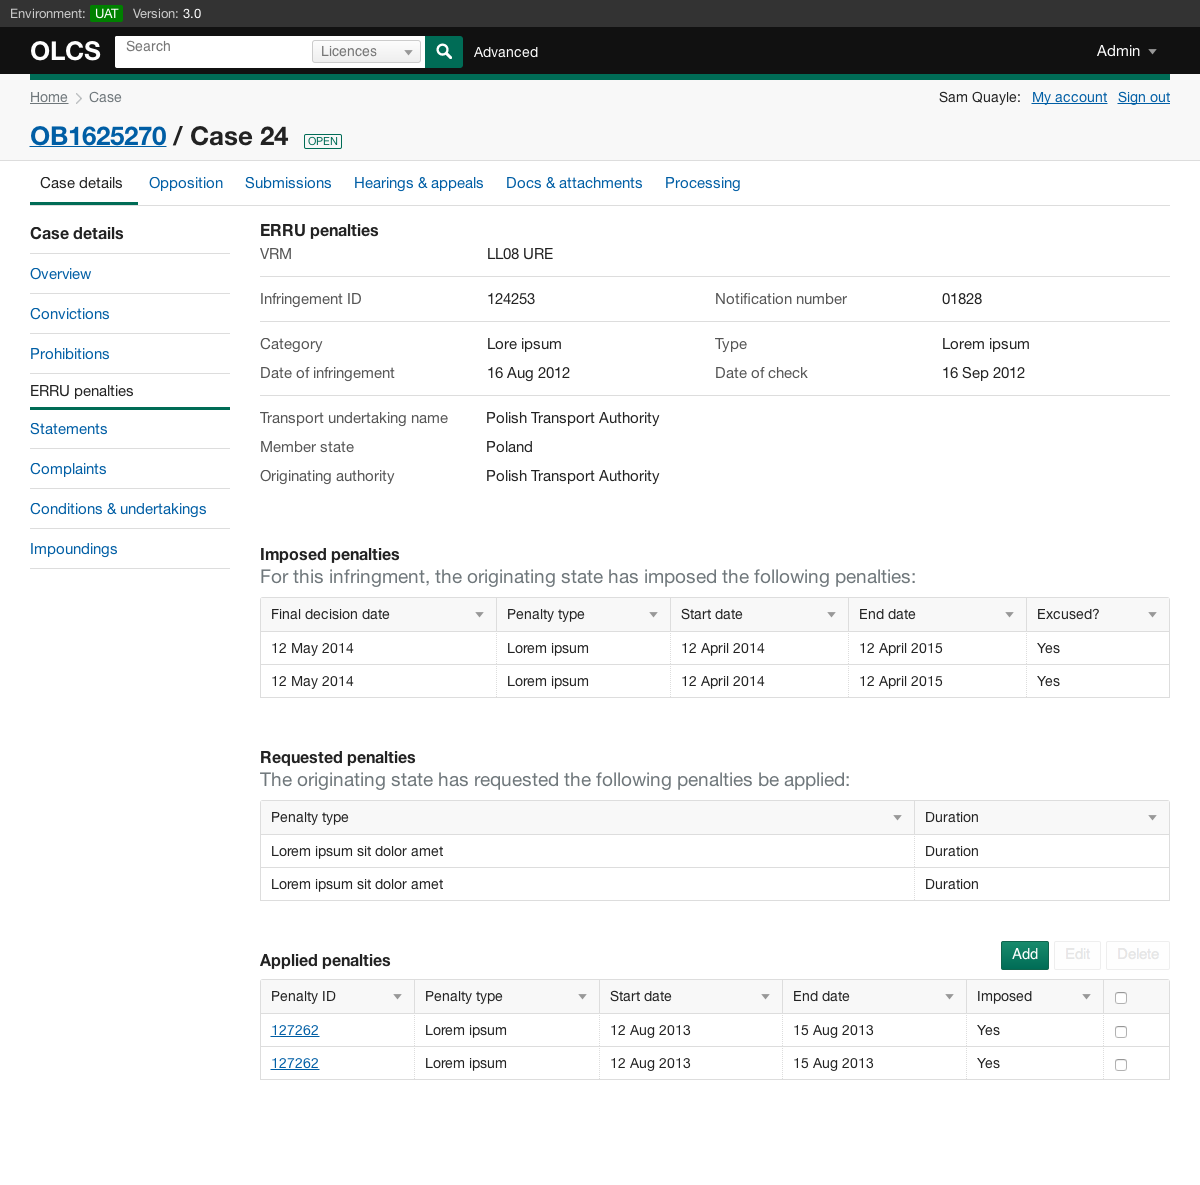 Environment: UAT Version: 3.0
OLCS Search Licences Advanced Admin
Home Case Sam Quayle: My account Sign out
OB1625270 / Case 24 OPEN
Case details Opposition Submissions Hearings & appeals Docs & attachments Processing
Case details
Overview
Convictions
Prohibitions
ERRU penalties
Statements
Complaints
Conditions & undertakings
Impoundings
ERRU penalties
VRM LL08 URE
Infringement ID 124253 Notification number 01828
Category Lore ipsum Type Lorem ipsum
Date of infringement 16 Aug 2012 Date of check 16 Sep 2012
Transport undertaking name Polish Transport Authority
Member state Poland
Originating authority Polish Transport Authority
Imposed penalties
For this infringment, the originating state has imposed the following penalties:
Final decision date Penalty type Start date End date Excused?
12 May 2014 Lorem ipsum 12 April 2014 12 April 2015 Yes
12 May 2014 Lorem ipsum 12 April 2014 12 April 2015 Yes
Requested penalties
The originating state has requested the following penalties be applied:
Penalty type Duration
Lorem ipsum sit dolor amet Duration
Lorem ipsum sit dolor amet Duration
Applied penalties Add Edit Delete
Penalty ID Penalty type Start date End date Imposed
127262 Lorem ipsum 12 Aug 2013 15 Aug 2013 Yes
127262 Lorem ipsum 12 Aug 2013 15 Aug 2013 Yes